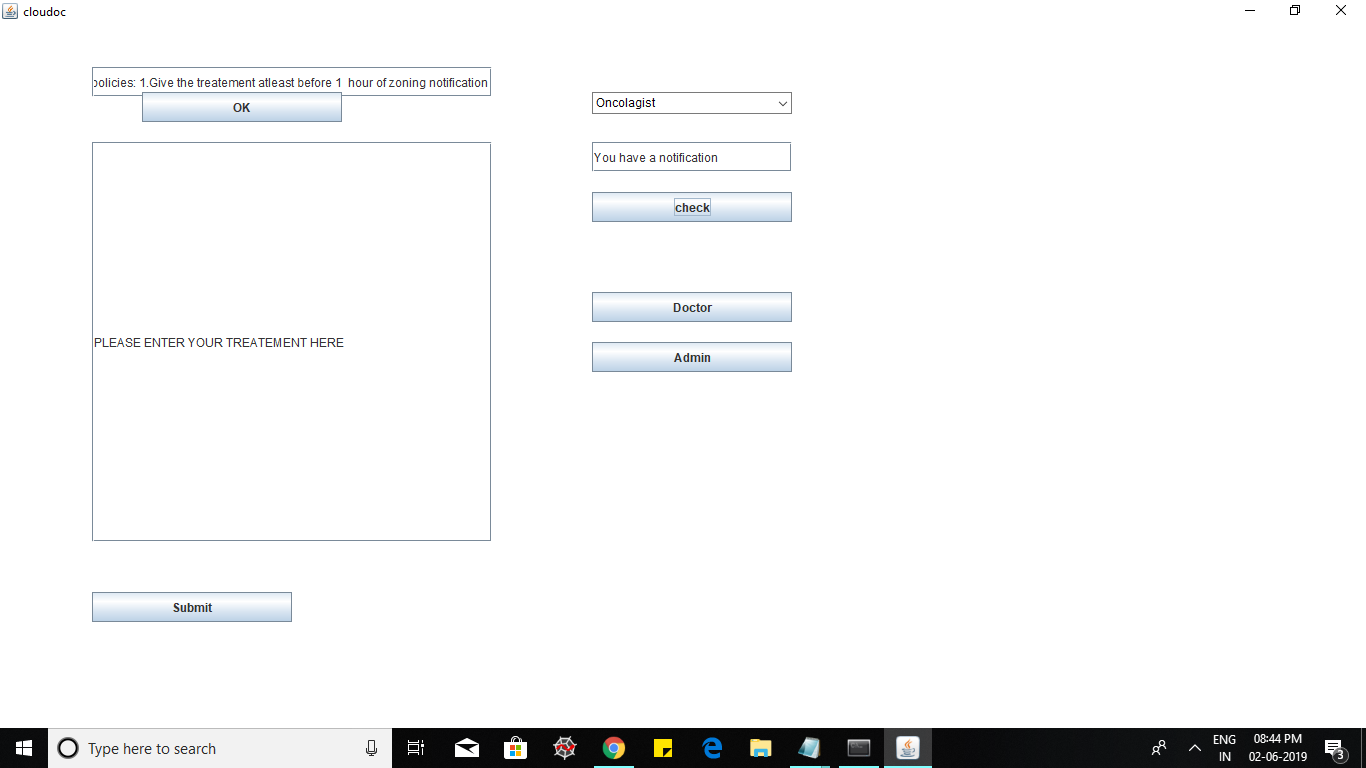 cloudoc
policies: 1.Give the treatement atleast before 1 hour of zoning notification
OK
Oncolagist
You have a notification
check
Doctor
Admin
PLEASE ENTER YOUR TREATEMENT HERE
Submit
Type here to search
ENG
IN
08:44 PM
02-06-2019
3